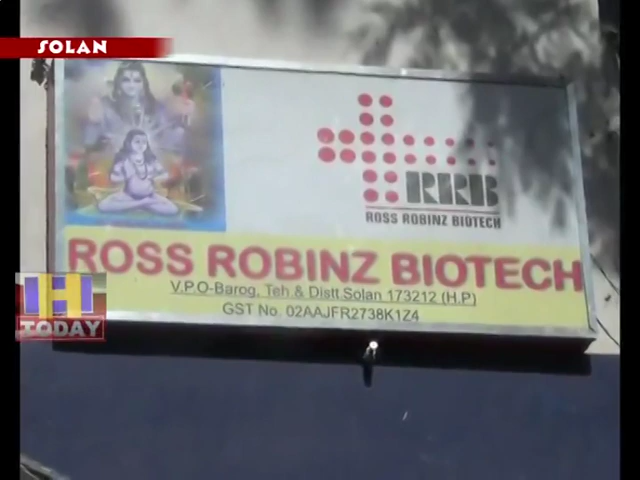 SOLAN
RRB
ROSS ROBINZ BIOTECH
ROSS ROBINZ BIOTECH
V.P.O-Barog, Teh & Distt Solan 173212 (H.P)
GST No. 02AAJFR2738K1Z4
H
TODAY